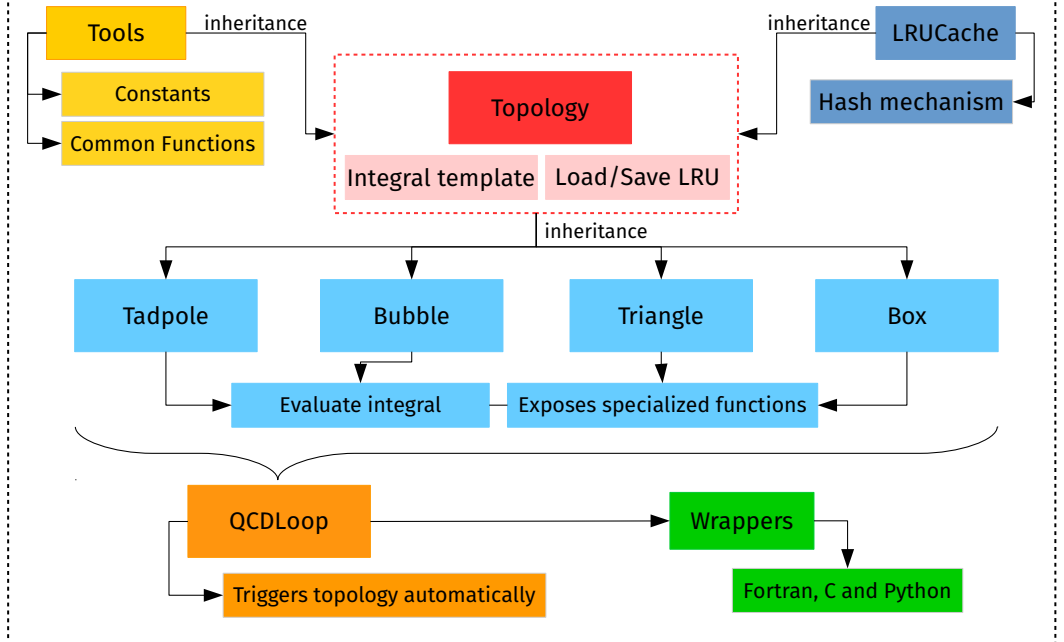 Tools
inheritance
inheritance
LRUCache
Constants
Common Functions
Topology
Hash mechanism
Integral template
Load/Save LRU
inheritance
Tadpole
Bubble
Triangle
Box
Evaluate integral
Exposes specialized functions
QCDLoop
Wrappers
Triggers topology automatically
Fortran, C and Python